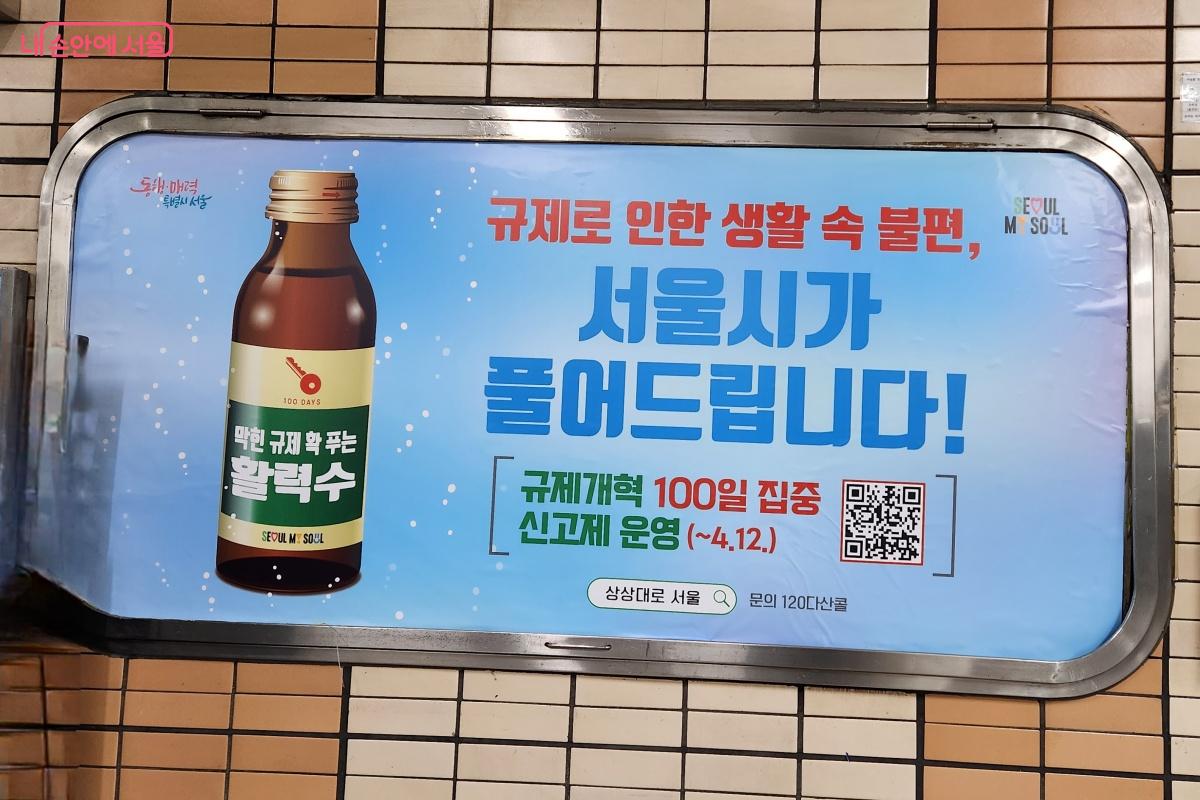 내 손안에 서울
동행·매력
특별시 서울
SEOUL
MY SOUL
규제로 인한 생활 속 불편,
서울시가
풀어드립니다!
100 DAYS
막힌 규제 확 푸는
활력수
SEOUL MY SOUL
규제개혁 100일 집중
신고제 운영 (~4.12.)
상상대로 서울
문의 120다산콜